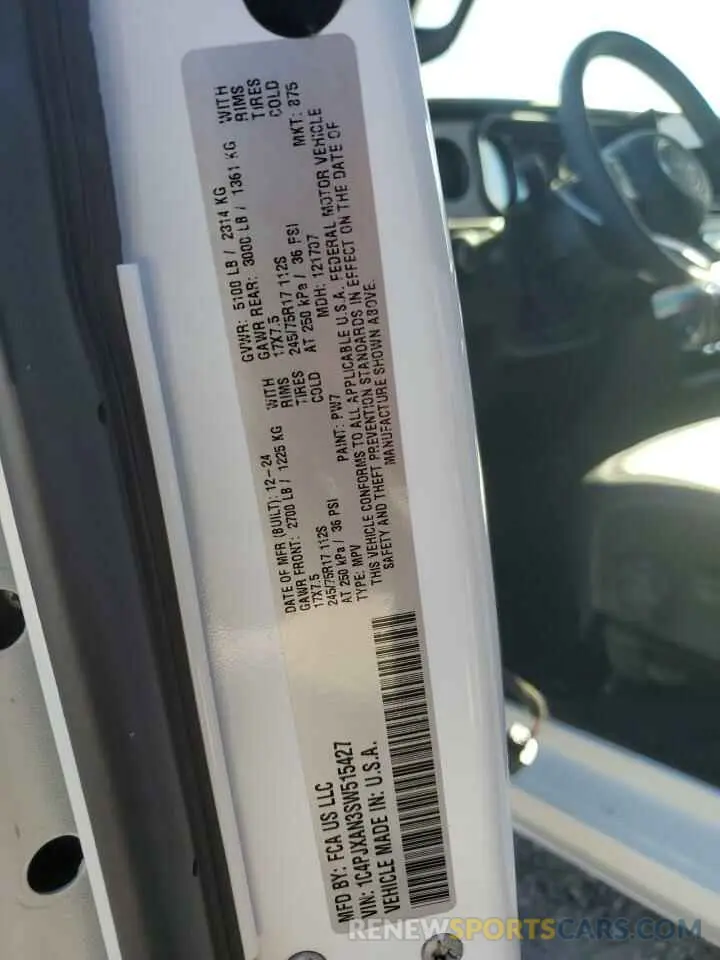 MFD BY: FCA US LLC
VIN: 1C4PJXAN3SW515427
VEHICLE MADE IN: U.S.A.
DATE OF MFR (BUILT): 12-24 GVWR: 5100 LB / 2314 KG
GAWR FRONT: 2700 LB / 1225 KG WITH GAWR REAR: 3000 LB / 1361 KG WITH
17X7.5 RIMS 17X7.5 RIMS
245/75R17 112S TIRES 245/75R17 112S TIRES
AT 250 kPa / 36 PSI COLD AT 250 kPa / 36 PSI COLD
TYPE: MPV PAINT: PW7 MDH: 121707 MKT: 875
THIS VEHICLE CONFORMS TO ALL APPLICABLE U.S.A. FEDERAL MOTOR VEHICLE
SAFETY AND THEFT PREVENTION STANDARDS IN EFFECT ON THE DATE OF
MANUFACTURE SHOWN ABOVE.
RENEWSPORTSCARS.COM